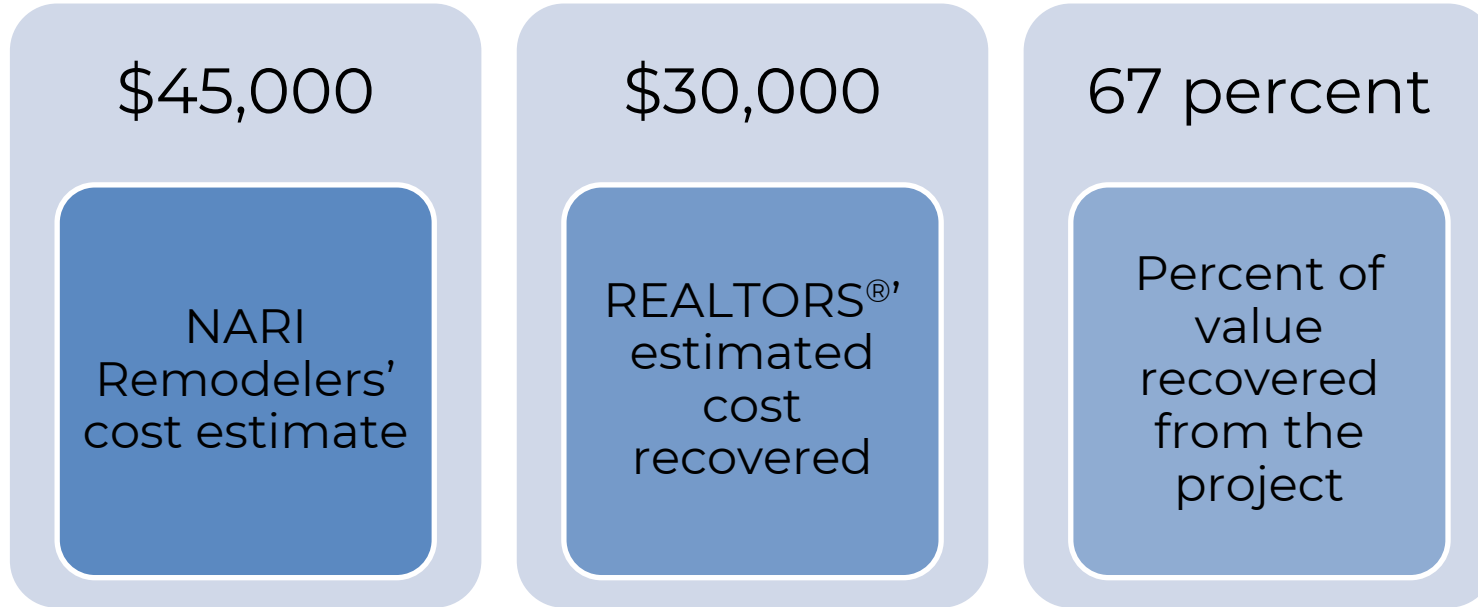 $45,000
NARI
Remodelers’
cost estimate
$30,000
REALTORS®’
estimated
cost
recovered
67 percent
Percent of
value
recovered
from the
project